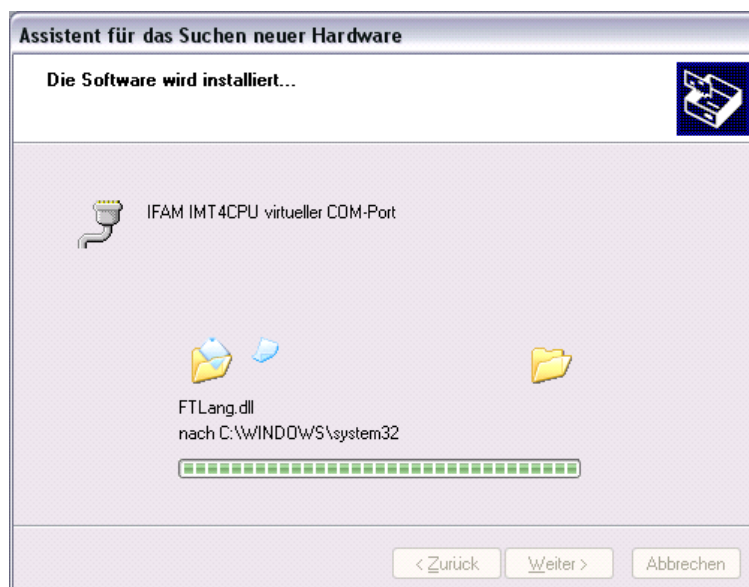 Assistent für das Suchen neuer Hardware
Die Software wird installiert...
IFAM IMT4CPU virtueller COM-Port
FTLang.dll
nach C:\WINDOWS\system32
< Zurück
Weiter >
Abbrechen